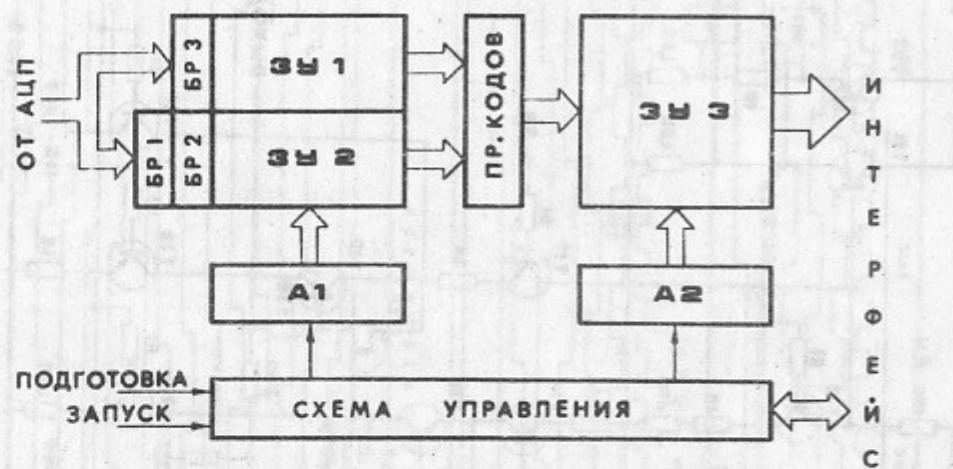 ОТ АЦП
БР 1
БР 2
БР 3
ЗУ 1
ЗУ 2
ПР. КОДОВ
ЗУ 3
А1
А2
ПОДГОТОВКА
ЗАПУСК
СХЕМА УПРАВЛЕНИЯ
ИНТЕРФЕЙС